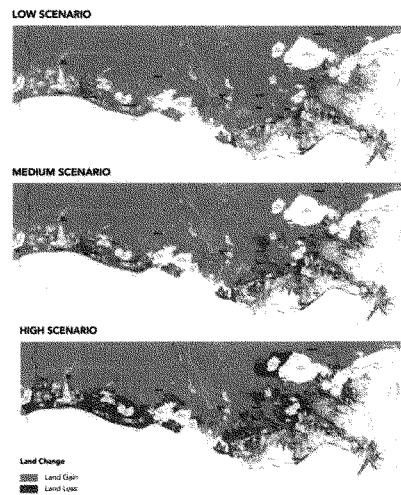 LOW SCENARIO
MEDIUM SCENARIO
HIGH SCENARIO
Land Change
Land Gain
Land Loss